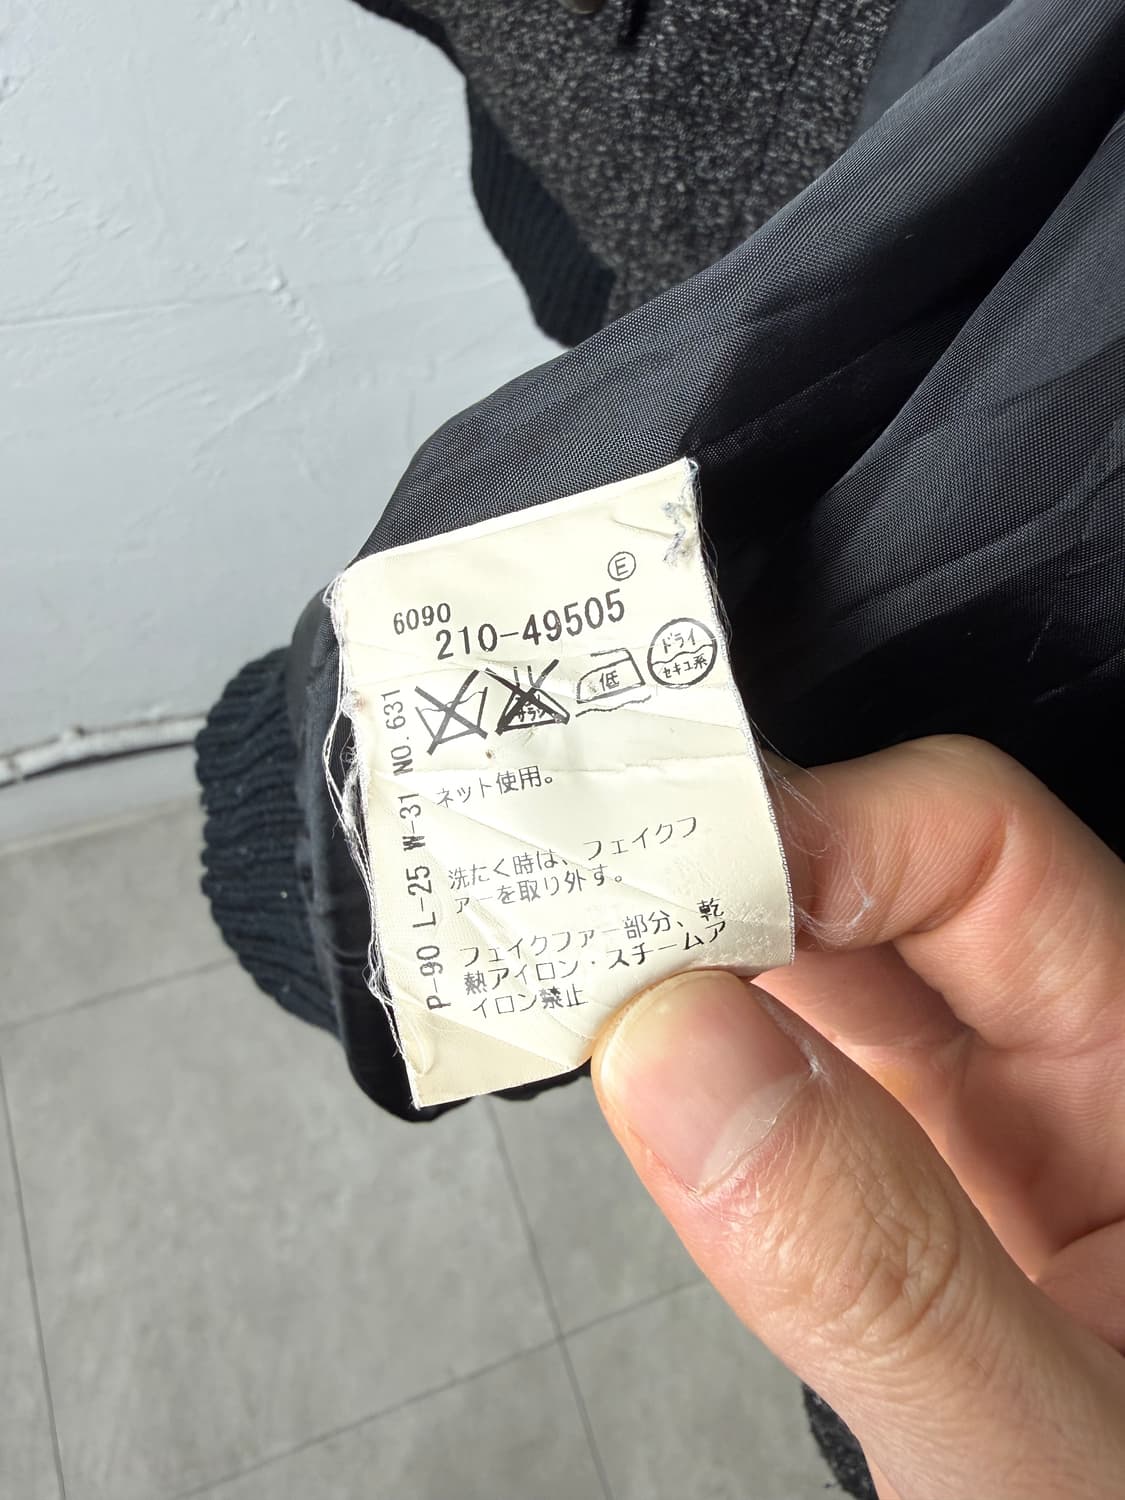 E
6090
210-49505
低
ドライ
セキユ系
ネット使用。
洗たく時は、フェイクフ
ァーを取り外す。
フェイクファー部分、乾
熱アイロン・スチームア
イロン禁止
P-90 L-25 W-31 NO.631